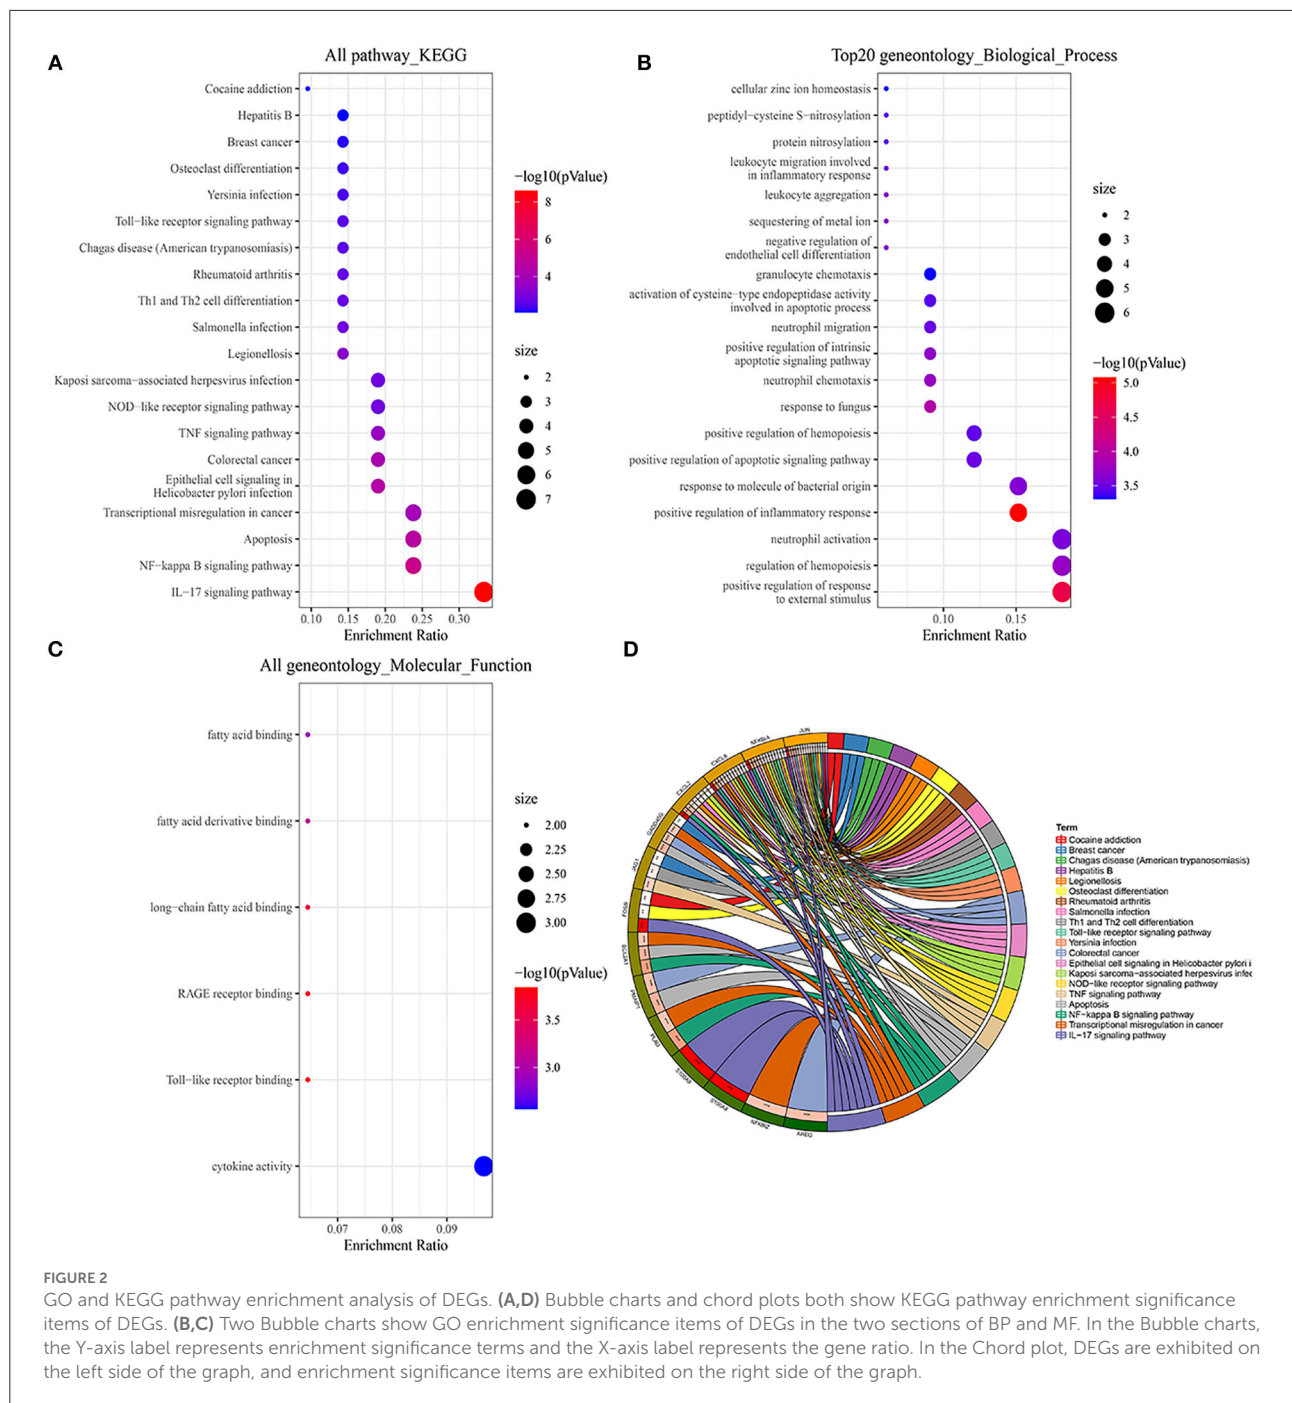 A
All pathway_KEGG
Cocaine addiction
Hepatitis B
Breast cancer
Osteoclast differentiation
Yersinia infection
Toll−like receptor signaling pathway
Chagas disease (American trypanosomiasis)
Rheumatoid arthritis
Th1 and Th2 cell differentiation
Salmonella infection
Legionellosis
Kaposi sarcoma−associated herpesvirus infection
NOD−like receptor signaling pathway
TNF signaling pathway
Colorectal cancer
Epithelial cell signaling in
Helicobacter pylori infection
Transcriptional misregulation in cancer
Apoptosis
NF−kappa B signaling pathway
IL−17 signaling pathway
0.10 0.15 0.20 0.25 0.30
Enrichment Ratio
−log10(pValue)
8
6
4
size
2
3
4
5
6
7
B
Top20 geneontology_Biological_Process
cellular zinc ion homeostasis
peptidyl−cysteine S−nitrosylation
protein nitrosylation
leukocyte migration involved
in inflammatory response
leukocyte aggregation
sequestering of metal ion
negative regulation of
endothelial cell differentiation
granulocyte chemotaxis
activation of cysteine−type endopeptidase activity
involved in apoptotic process
neutrophil migration
positive regulation of intrinsic
apoptotic signaling pathway
neutrophil chemotaxis
response to fungus
positive regulation of hemopoiesis
positive regulation of apoptotic signaling pathway
response to molecule of bacterial origin
positive regulation of inflammatory response
neutrophil activation
regulation of hemopoiesis
positive regulation of response
to external stimulus
0.10 0.15
Enrichment Ratio
size
2
3
4
5
6
−log10(pValue)
5.0
4.5
4.0
3.5
C
All geneontology_Molecular_Function
fatty acid binding
fatty acid derivative binding
long−chain fatty acid binding
RAGE receptor binding
Toll−like receptor binding
cytokine activity
0.07 0.08 0.09
Enrichment Ratio
size
2.00
2.25
2.50
2.75
3.00
−log10(pValue)
3.5
3.0
D
JUN
NFKBIA
CXCL8
CXCL2
GADD45G
JAG1
FOSB
SLC2A1
PMAIP1
PLAU
S100A9
S100A8
NFKBIZ
AREG
Term
Cocaine addiction
Breast cancer
Chagas disease (American trypanosomiasis)
Hepatitis B
Legionellosis
Osteoclast differentiation
Rheumatoid arthritis
Salmonella infection
Th1 and Th2 cell differentiation
Toll−like receptor signaling pathway
Yersinia infection
Colorectal cancer
Epithelial cell signaling in Helicobacter pylori i
Kaposi sarcoma−associated herpesvirus infec
NOD−like receptor signaling pathway
TNF signaling pathway
Apoptosis
NF−kappa B signaling pathway
Transcriptional misregulation in cancer
IL−17 signaling pathway
FIGURE 2
GO and KEGG pathway enrichment analysis of DEGs. (A,D) Bubble charts and chord plots both show KEGG pathway enrichment significance
items of DEGs. (B,C) Two Bubble charts show GO enrichment significance items of DEGs in the two sections of BP and MF. In the Bubble charts,
the Y-axis label represents enrichment significance terms and the X-axis label represents the gene ratio. In the Chord plot, DEGs are exhibited on
the left side of the graph, and enrichment significance items are exhibited on the right side of the graph.